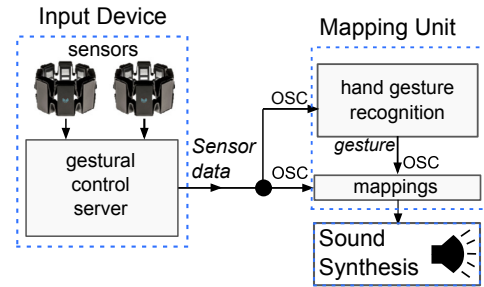 Input Device
sensors
gestural
control
server
Sensor
data
Mapping Unit
OSC
hand gesture
recognition
gesture
OSC
OSC
mappings
Sound
Synthesis